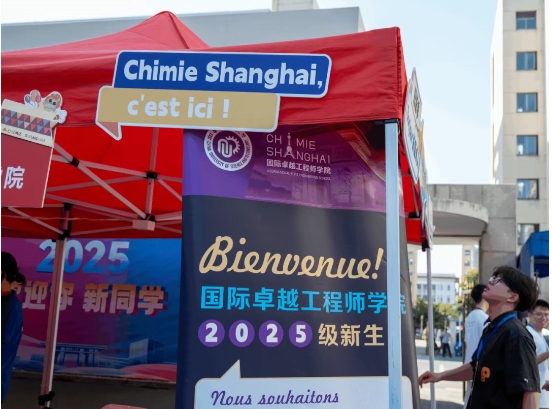 Chimie Shanghai,
c'est ici !
CHIMIE
SHANGHAI
国际卓越工程师学院
院
2025
迎 新同学
Bienvenue!
国际卓越工程师学院
2025级新生
Nous souhaitons